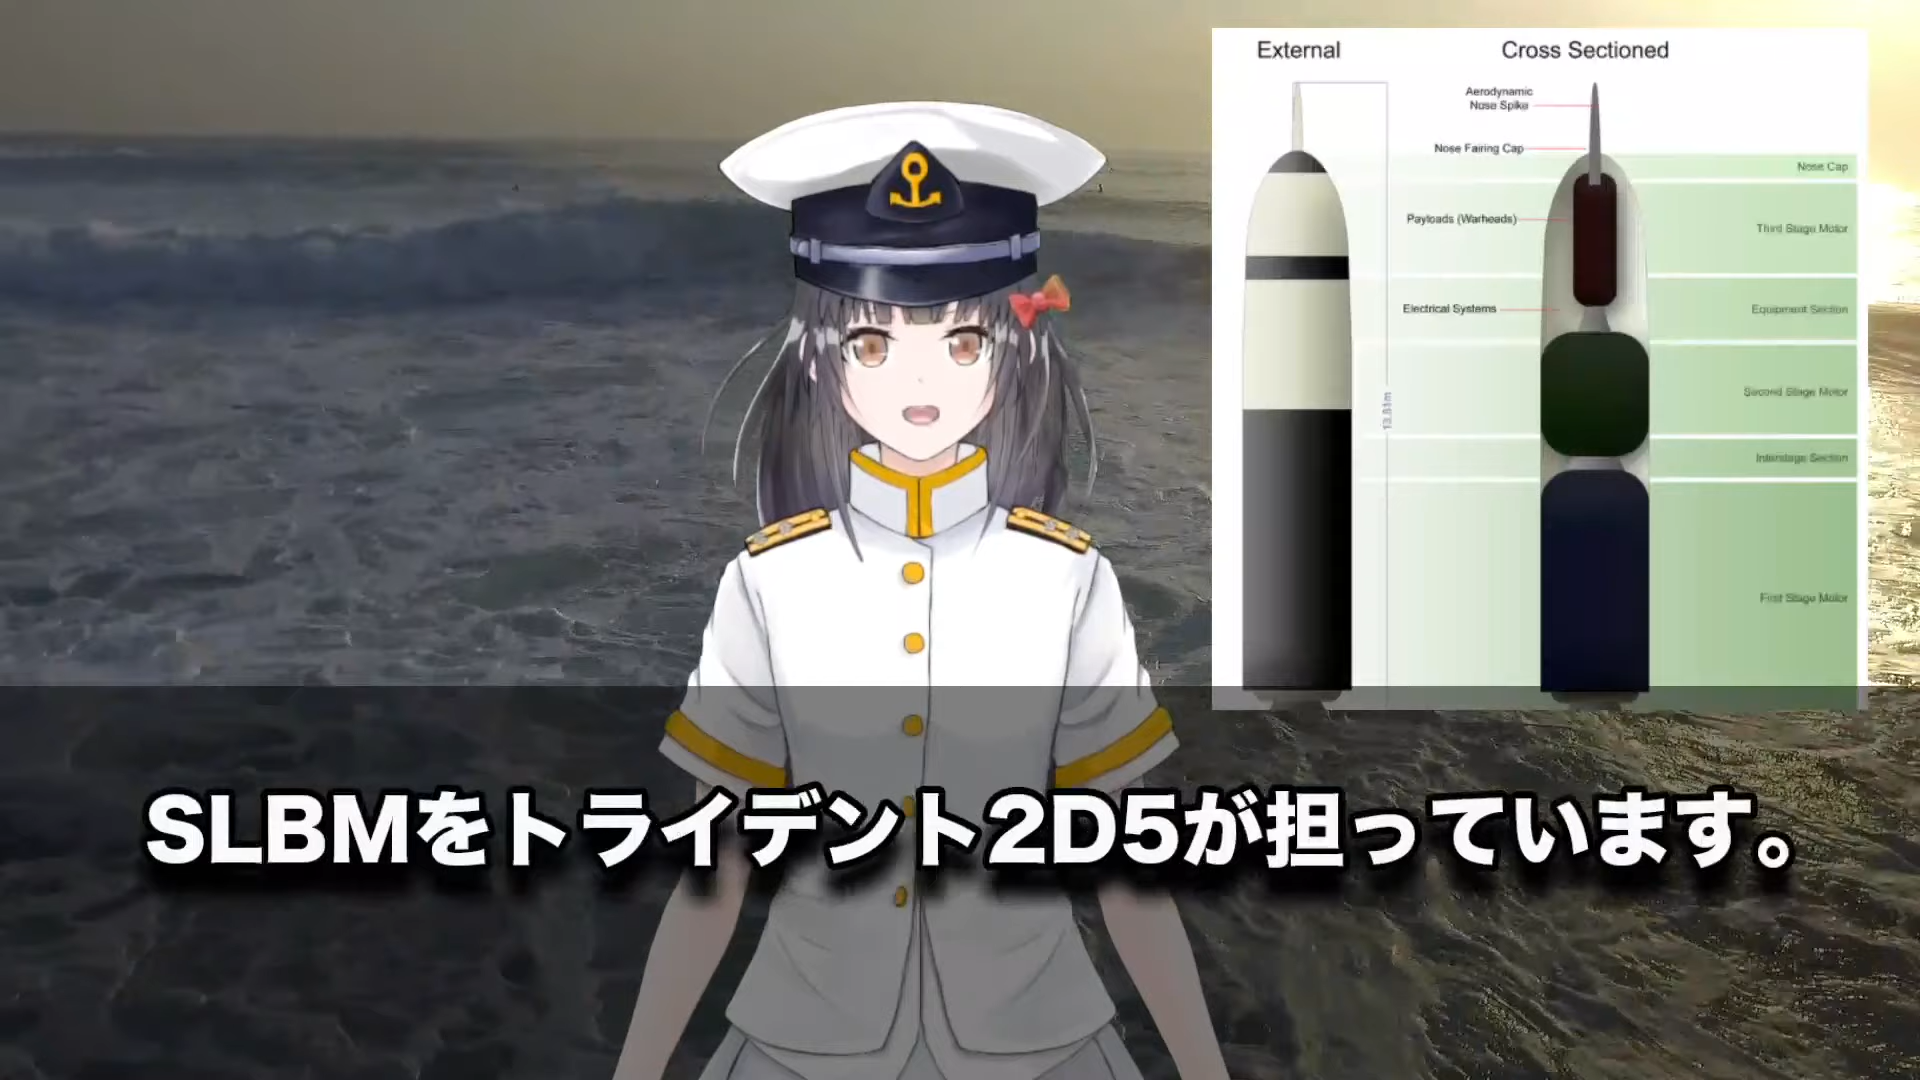 External
Cross Sectioned
Aerodynamic
Nose Spike
Nose Fairing Cap
Nose Cap
Payloads (Warheads)
Third Stage Motor
Electrical Systems
Equipment Section
Second Stage Motor
13.81m
Interstage Section
First Stage Motor
SLBMをトライデント2D5が担っています。